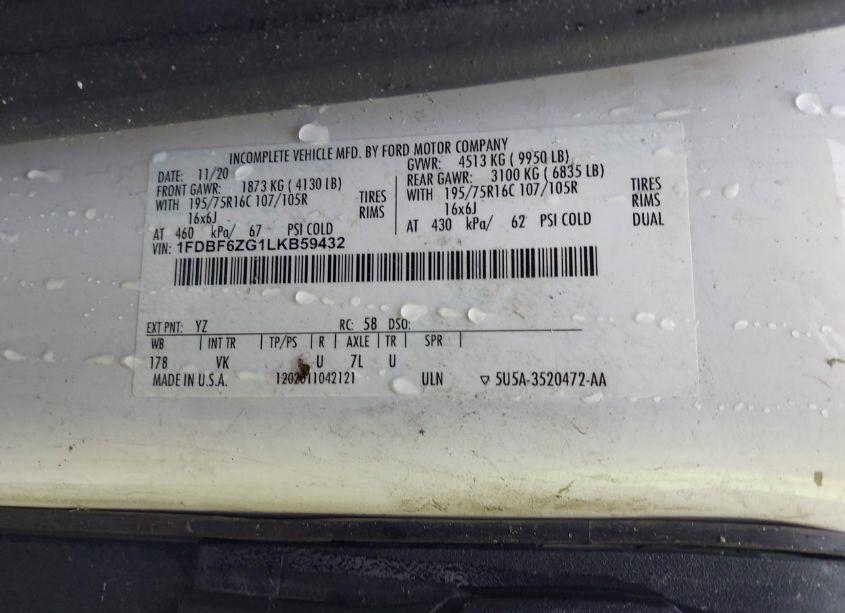 INCOMPLETE VEHICLE MFD. BY FORD MOTOR COMPANY
DATE: 11/20 GVWR: 4513 KG ( 9950 LB)
FRONT GAWR: 1873 KG ( 4130 lB) REAR GAWR: 3100 KG ( 6835 LB)
WITH 195/75R16C 107/105R TIRES WITH 195/75R16C 107/105R TIRES
16x6J RIMS 16x6J RIMS
AT 460 kPa/ 67 PSI COLD AT 430 kPa/ 62 PSI COLD DUAL
VIN: 1FDBF6ZG1LKB59432
EXT PNT: YZ RC: 58 DSO:
WB INT TR TP/PS R AXLE TR SPR
178 VK U 7L U
MADE IN U.S.A. 1202011042121 ULN ▽ 5U5A-3520472-AA